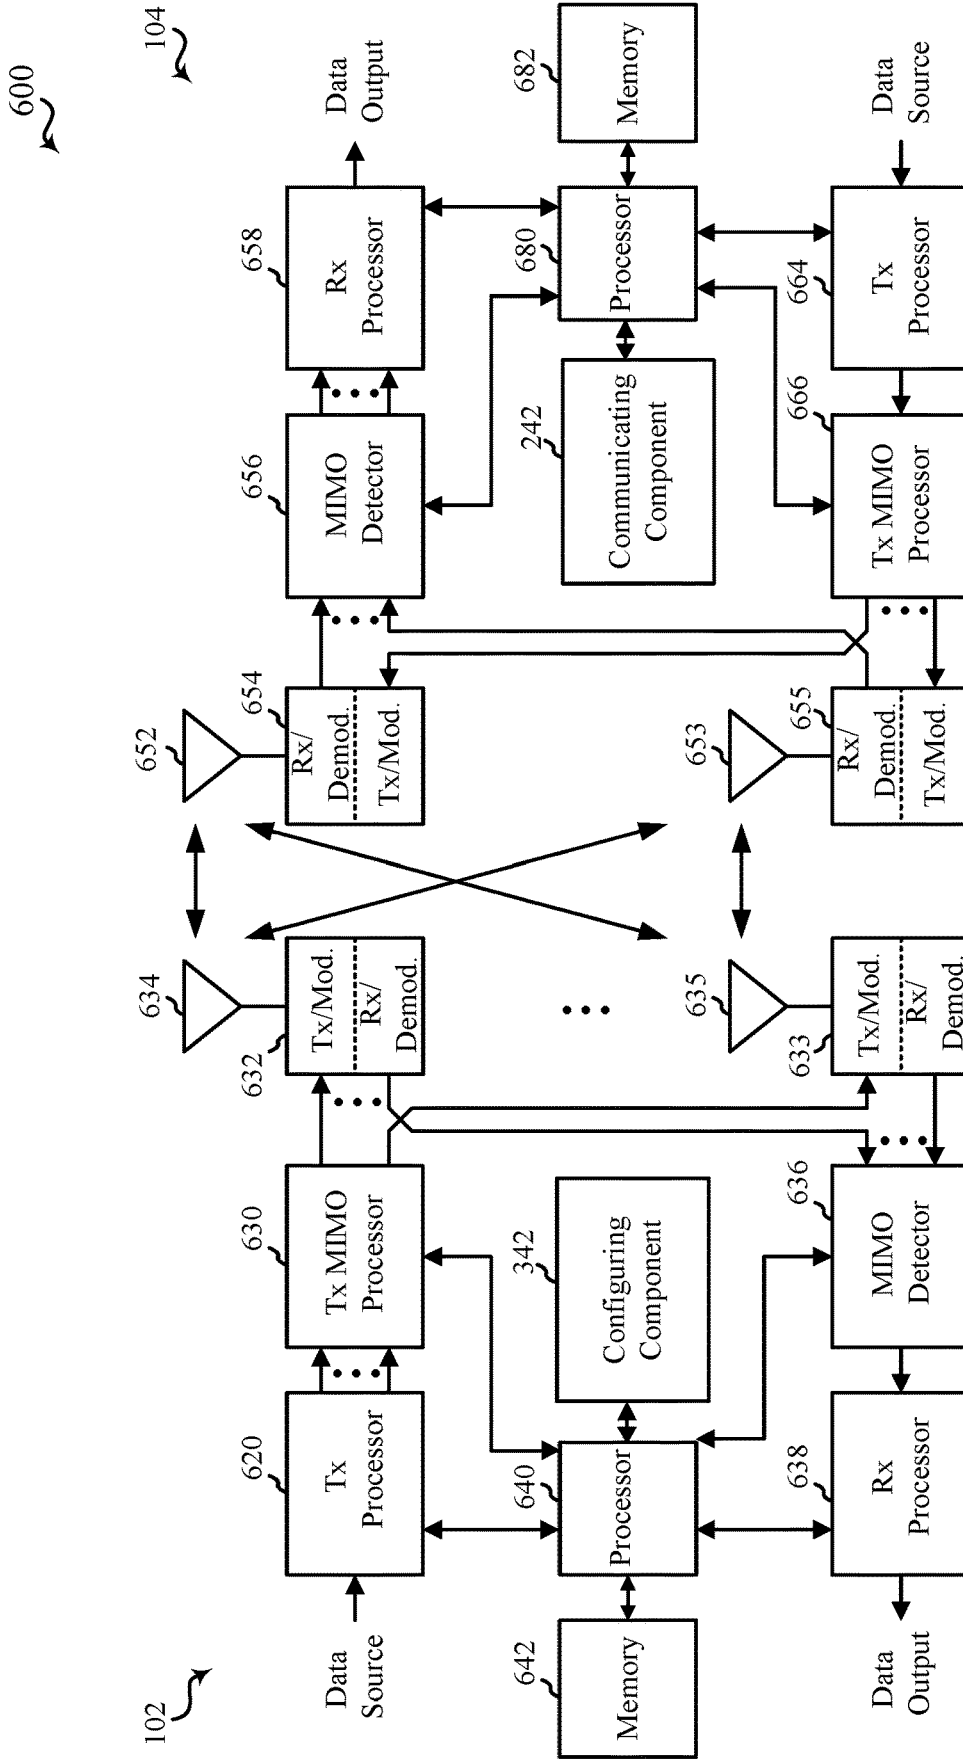 600
102
104
620
Data
Source
Tx
Processor
630
Tx MIMO
Processor
632
Tx/Mod.
Rx/
Demod.
634
652
654
Rx/
Demod.
Tx/Mod.
656
MIMO
Detector
658
Rx
Processor
Data
Output
642
Memory
640
Processor
342
Configuring
Component
242
Communicating
Component
680
Processor
682
Memory
Data
Output
638
Rx
Processor
636
MIMO
Detector
633
Tx/Mod.
Rx/
Demod.
635
653
655
Rx/
Demod.
Tx/Mod.
666
Tx MIMO
Processor
664
Tx
Processor
Data
Source